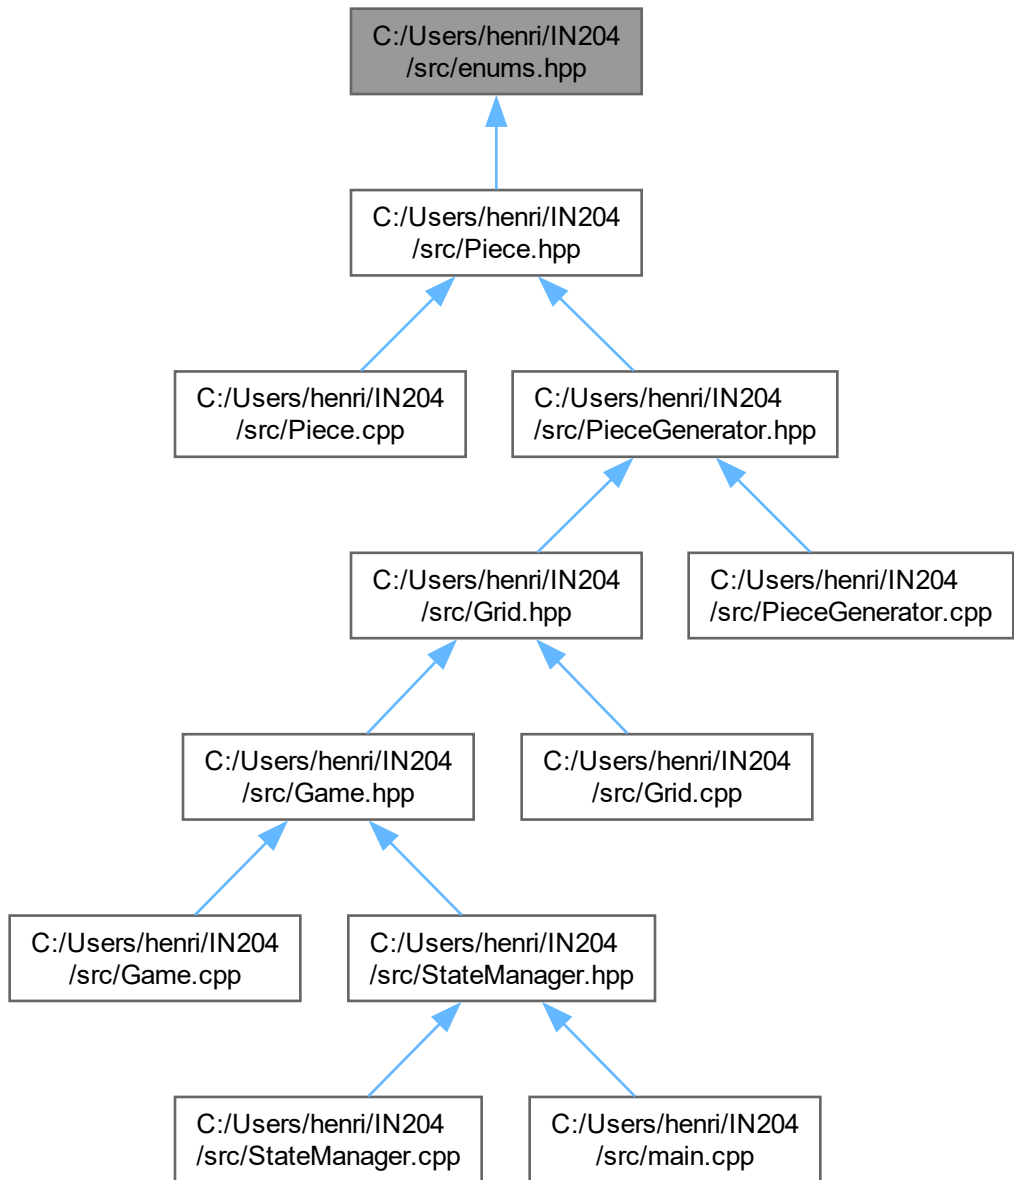 C:/Users/henri/IN204
/src/enums.hpp
C:/Users/henri/IN204
/src/Piece.hpp
C:/Users/henri/IN204
/src/Piece.cpp
C:/Users/henri/IN204
/src/PieceGenerator.hpp
C:/Users/henri/IN204
/src/Grid.hpp
C:/Users/henri/IN204
/src/PieceGenerator.cpp
C:/Users/henri/IN204
/src/Game.hpp
C:/Users/henri/IN204
/src/Grid.cpp
C:/Users/henri/IN204
/src/Game.cpp
C:/Users/henri/IN204
/src/StateManager.hpp
C:/Users/henri/IN204
/src/StateManager.cpp
C:/Users/henri/IN204
/src/main.cpp